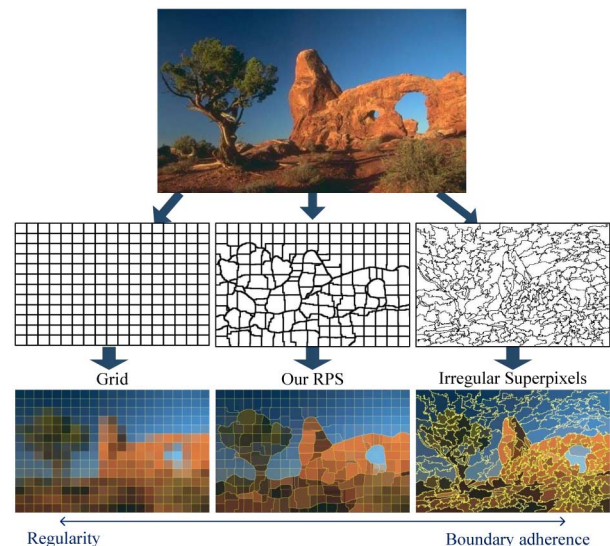 Grid
Our RPS
Irregular Superpixels
Regularity
Boundary adherence